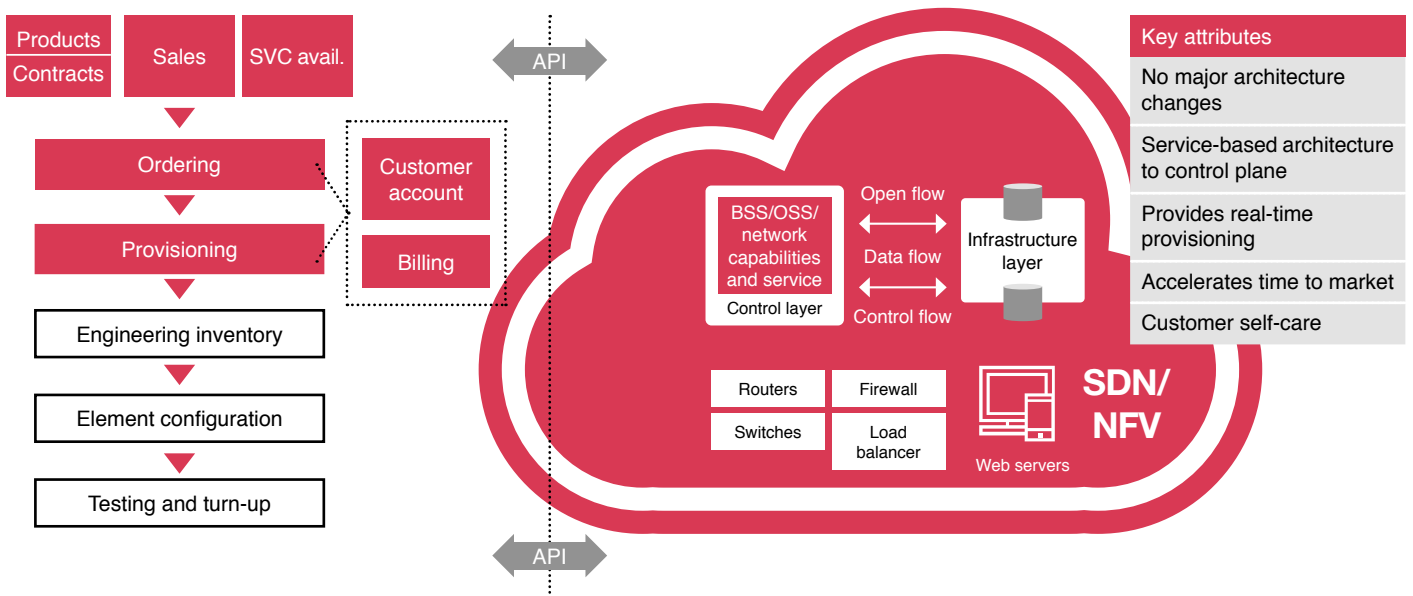 Products
Contracts
Sales
SVC avail.
Ordering
Provisioning
Engineering inventory
Element configuration
Testing and turn-up
Customer
account
Billing
API
API
BSS/OSS/
network
capabilities
and service
Control layer
Open flow
Data flow
Control flow
Infrastructure
layer
Routers
Firewall
Switches
Load
balancer
Web servers
SDN/
NFV
Key attributes
No major architecture
changes
Service-based architecture
to control plane
Provides real-time
provisioning
Accelerates time to market
Customer self-care